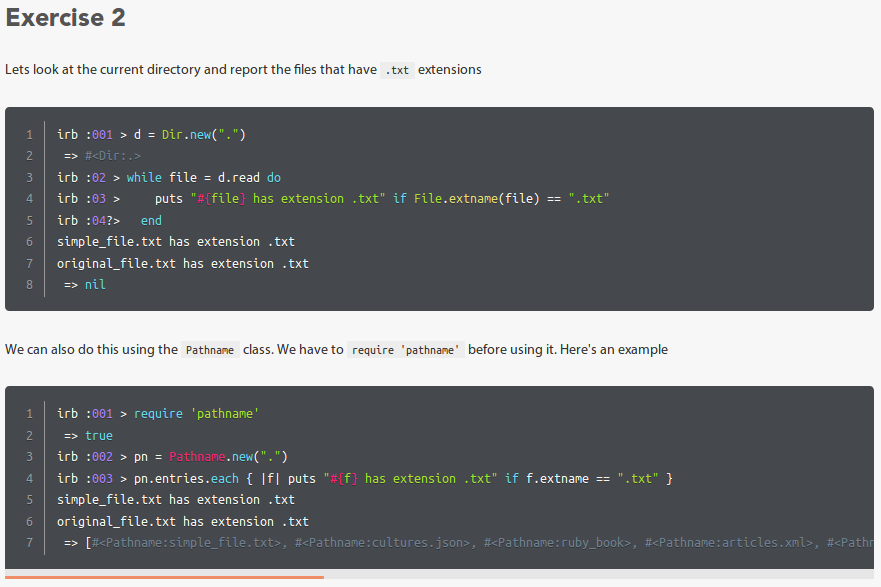 Exercise 2
Lets look at the current directory and report the files that have .txt extensions
1 irb :001 > d = Dir.new(".")
2  => #<Dir:.>
3 irb :02 > while file = d.read do
4 irb :03 >     puts "#{file} has extension .txt" if File.extname(file) == ".txt"
5 irb :04?>   end
6 simple_file.txt has extension .txt
7 original_file.txt has extension .txt
8  => nil
We can also do this using the Pathname class. We have to require 'pathname' before using it. Here's an example
1 irb :001 > require 'pathname'
2  => true
3 irb :002 > pn = Pathname.new(".")
4 irb :003 > pn.entries.each { |f| puts "#{f} has extension .txt" if f.extname == ".txt" }
5 simple_file.txt has extension .txt
6 original_file.txt has extension .txt
7  => [#<Pathname:simple_file.txt>, #<Pathname:cultures.json>, #<Pathname:ruby_book>, #<Pathname:articles.xml>, #<Pathn